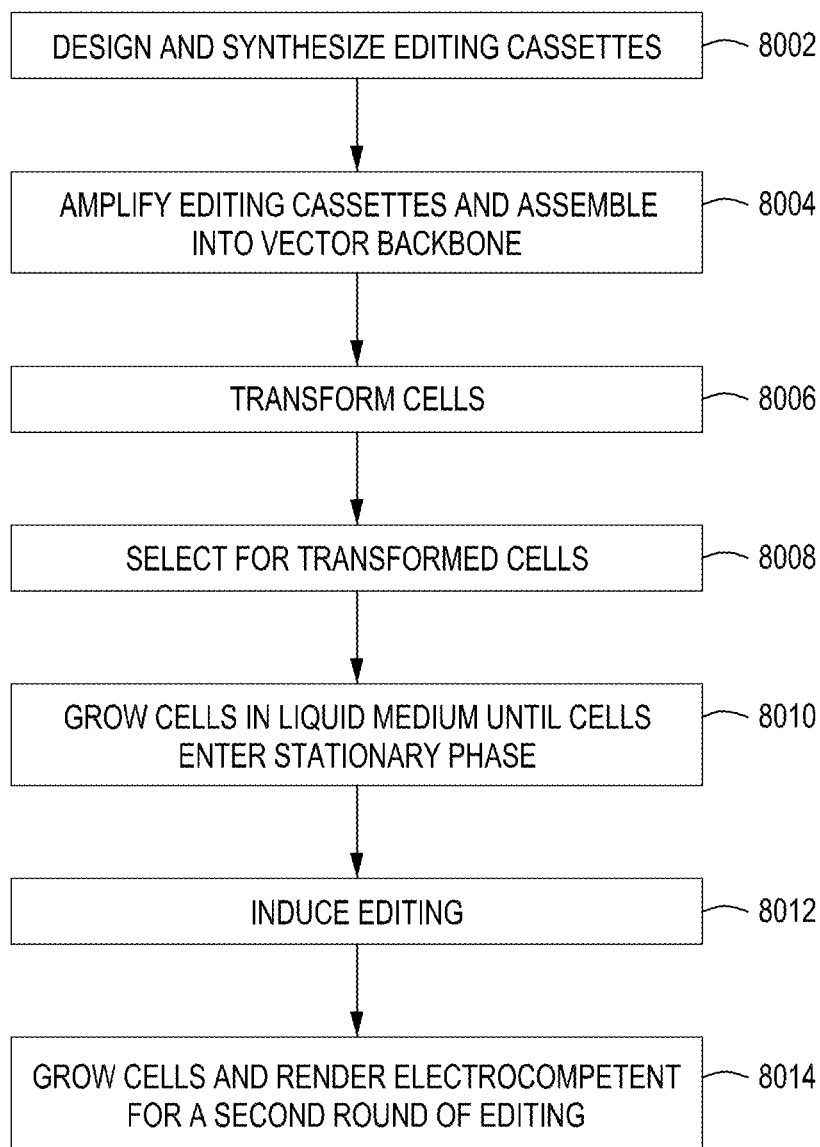 DESIGN AND SYNTHESIZE EDITING CASSETTES
8002
AMPLIFY EDITING CASSETTES AND ASSEMBLE
INTO VECTOR BACKBONE
8004
TRANSFORM CELLS
8006
SELECT FOR TRANSFORMED CELLS
8008
GROW CELLS IN LIQUID MEDIUM UNTIL CELLS
ENTER STATIONARY PHASE
8010
INDUCE EDITING
8012
GROW CELLS AND RENDER ELECTROCOMPETENT
FOR A SECOND ROUND OF EDITING
8014